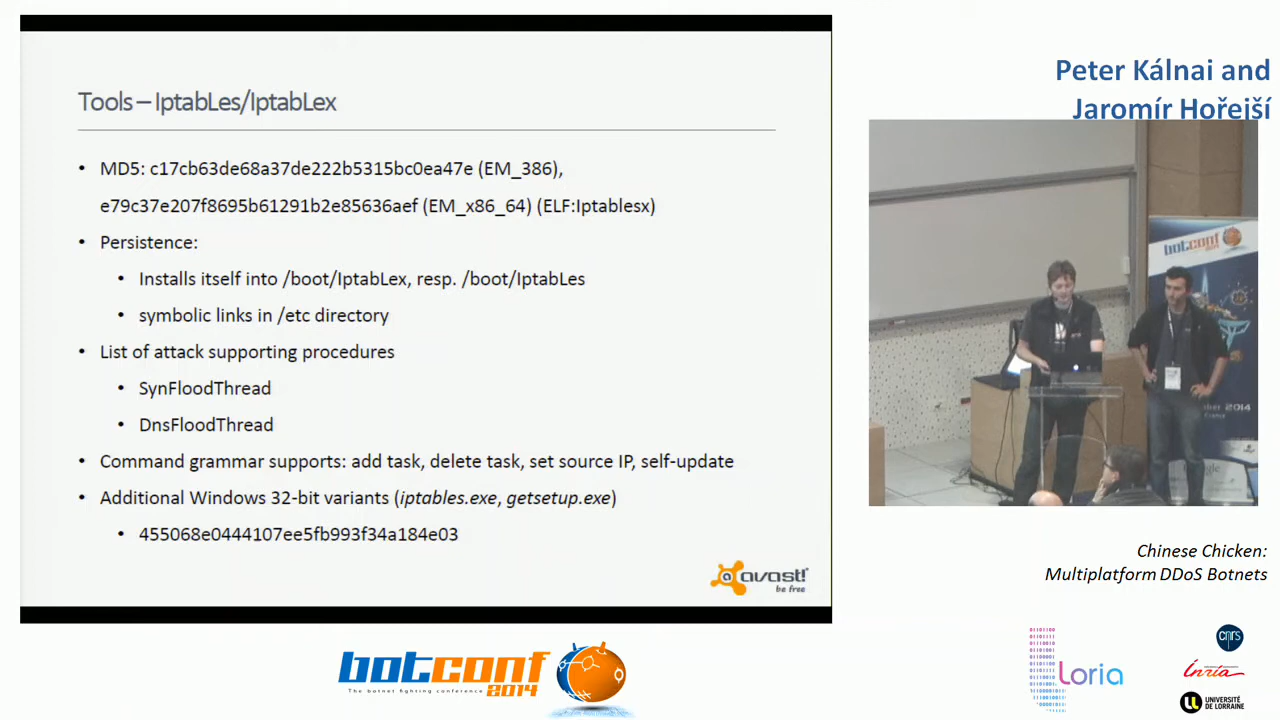 Peter Kálnai and
Jaromír Hořejší
Tools – IptabLes/IptabLex
• MD5: c17cb63de68a37de222b5315bc0ea47e (EM_386),
e79c37e207f8695b61291b2e85636aef (EM_x86_64) (ELF:Iptablesx)
• Persistence:
• Installs itself into /boot/IptabLex, resp. /boot/IptabLes
• symbolic links in /etc directory
• List of attack supporting procedures
• SynFloodThread
• DnsFloodThread
• Command grammar supports: add task, delete task, set source IP, self-update
• Additional Windows 32-bit variants (iptables.exe, getsetup.exe)
• 455068e0444107ee5fb993f34a184e03
avast!
be free
botconf
2014
Chinese Chicken:
Multiplatform DDoS Botnets
botconf
The botnet fighting conference 2014
Loria
cnrs
inria
UNIVERSITÉ
DE LORRAINE